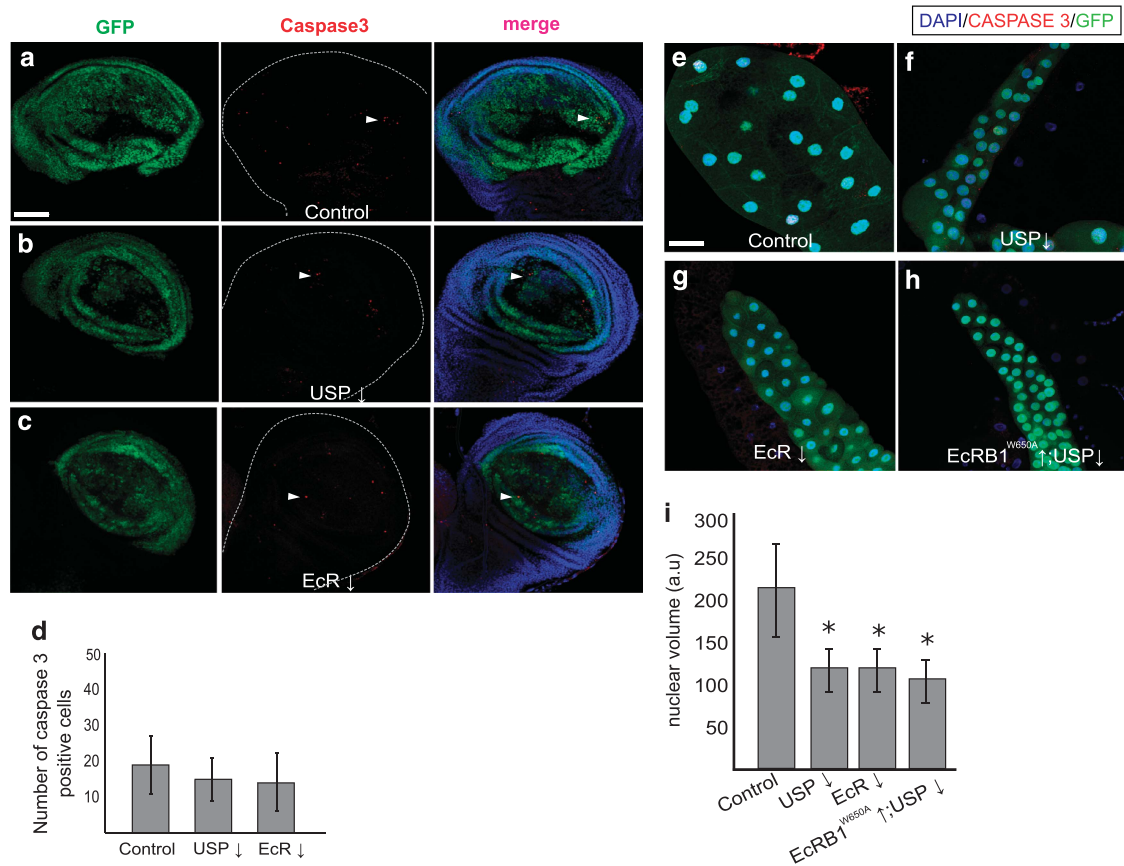 GFP
Caspase3
merge
DAPI/CASPASE 3/GFP
a
Control
b
USP ↓
c
EcR ↓
e
Control
f
USP↓
g
EcR ↓
h
EcRB1W650A ↑;USP↓
d
Number of caspase 3
positive cells
50
40
30
20
10
Control
USP ↓
EcR ↓
i
nuclear volume (a.u)
300
250
200
150
100
50
*
*
*
Control
USP ↓
EcR ↓
EcRB1W650A ↑;USP ↓